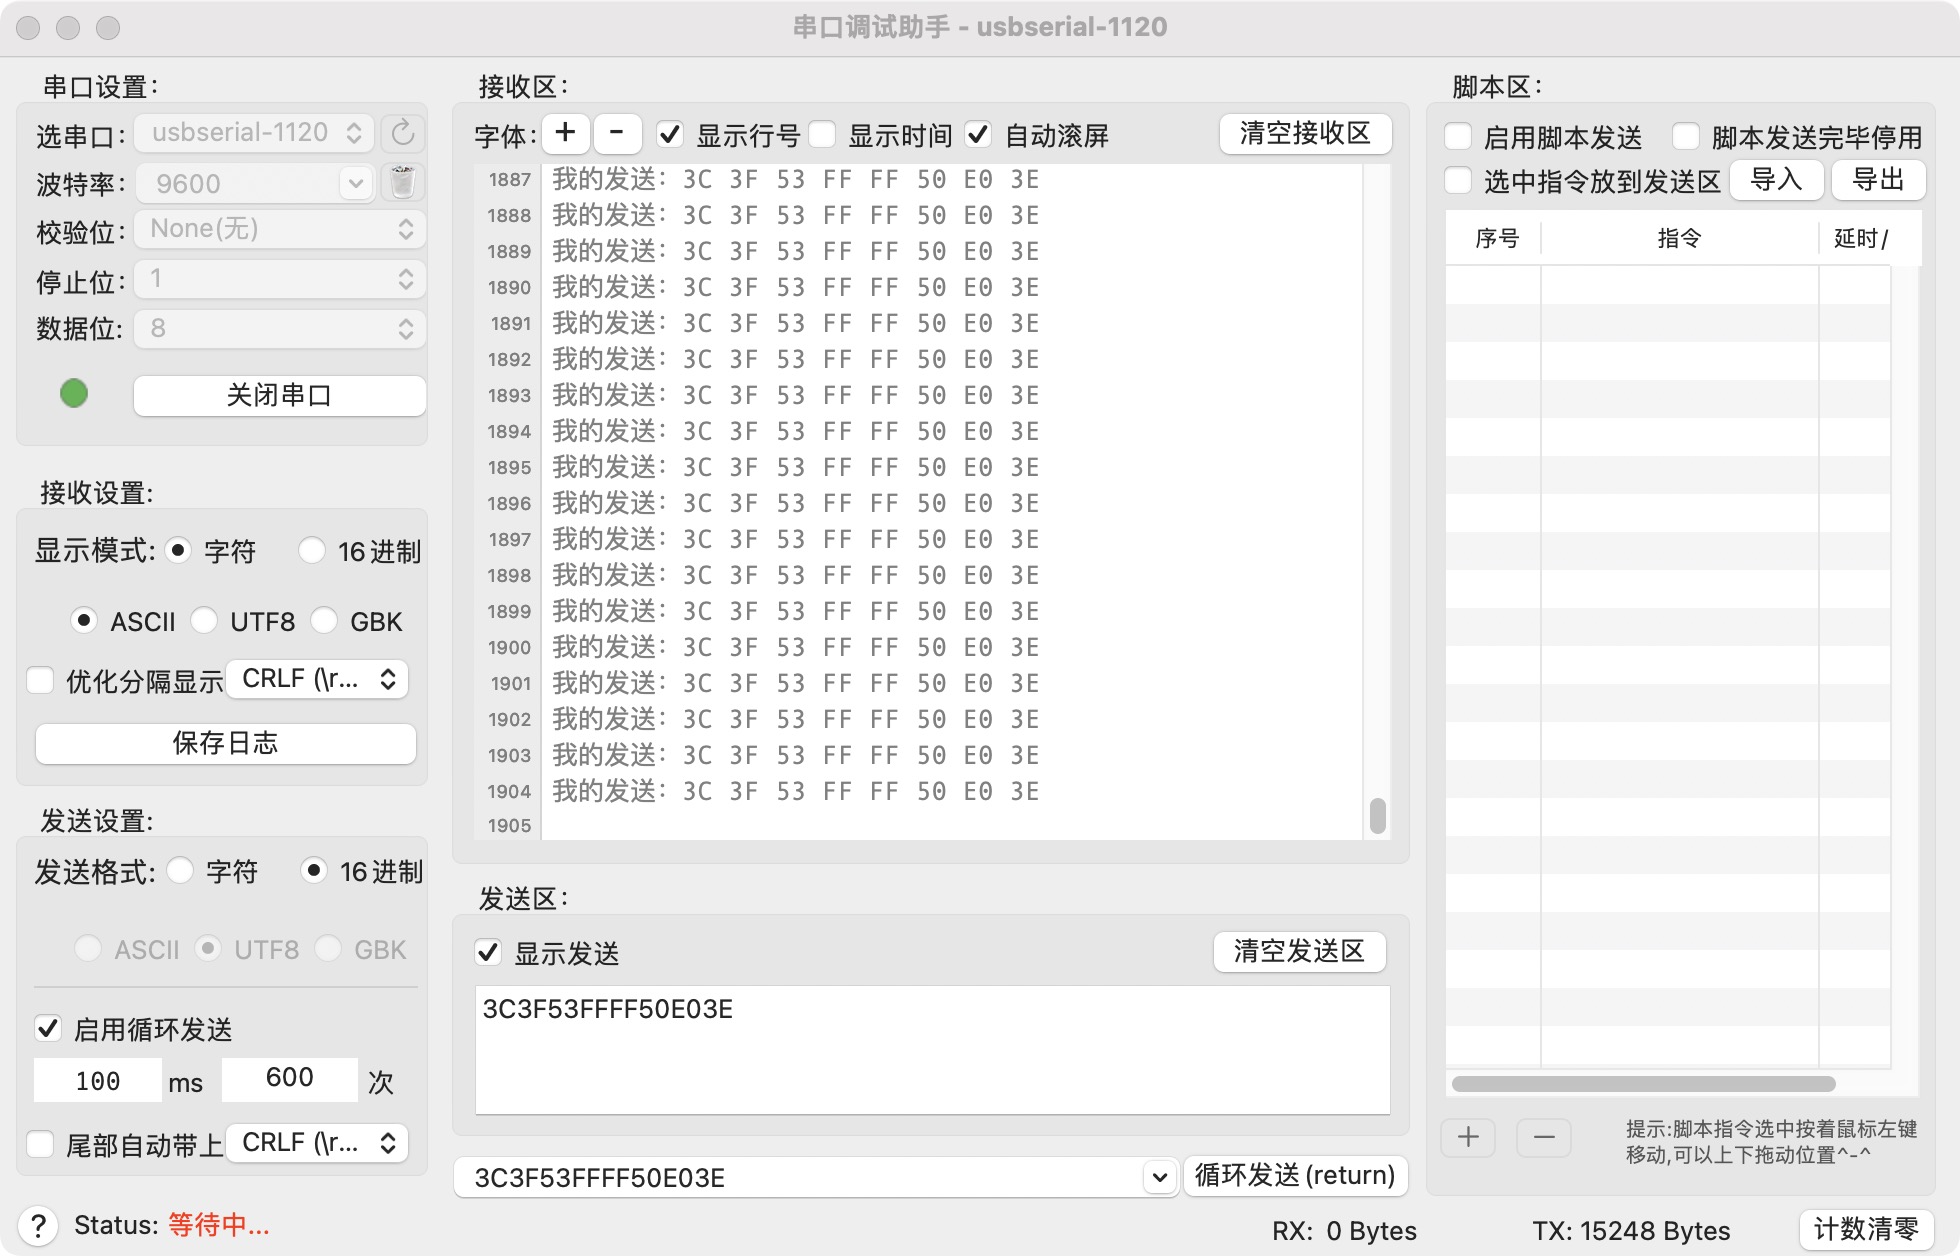 串口调试助手 - usbserial-1120
串口设置:
选串口: usbserial-1120
波特率: 9600
校验位: None(无)
停止位: 1
数据位: 8
关闭串口
接收设置:
显示模式: 字符 16进制
ASCII UTF8 GBK
优化分隔显示 CRLF (\r...
保存日志
发送设置:
发送格式: 字符 16进制
ASCII UTF8 GBK
启用循环发送
100 ms 600 次
尾部自动带上 CRLF (\r...
? Status: 等待中...
接收区:
字体: + - 显示行号 显示时间 自动滚屏 清空接收区
1887 我的发送: 3C 3F 53 FF FF 50 E0 3E
1888 我的发送: 3C 3F 53 FF FF 50 E0 3E
1889 我的发送: 3C 3F 53 FF FF 50 E0 3E
1890 我的发送: 3C 3F 53 FF FF 50 E0 3E
1891 我的发送: 3C 3F 53 FF FF 50 E0 3E
1892 我的发送: 3C 3F 53 FF FF 50 E0 3E
1893 我的发送: 3C 3F 53 FF FF 50 E0 3E
1894 我的发送: 3C 3F 53 FF FF 50 E0 3E
1895 我的发送: 3C 3F 53 FF FF 50 E0 3E
1896 我的发送: 3C 3F 53 FF FF 50 E0 3E
1897 我的发送: 3C 3F 53 FF FF 50 E0 3E
1898 我的发送: 3C 3F 53 FF FF 50 E0 3E
1899 我的发送: 3C 3F 53 FF FF 50 E0 3E
1900 我的发送: 3C 3F 53 FF FF 50 E0 3E
1901 我的发送: 3C 3F 53 FF FF 50 E0 3E
1902 我的发送: 3C 3F 53 FF FF 50 E0 3E
1903 我的发送: 3C 3F 53 FF FF 50 E0 3E
1904 我的发送: 3C 3F 53 FF FF 50 E0 3E
1905
发送区:
显示发送 清空发送区
3C3F53FFFF50E03E
3C3F53FFFF50E03E 循环发送(return)
RX: 0 Bytes TX: 15248 Bytes 计数清零
脚本区:
启用脚本发送 脚本发送完毕停用
选中指令放到发送区 导入 导出
序号 指令 延时/
提示:脚本指令选中按着鼠标左键
移动,可以上下拖动位置^-^